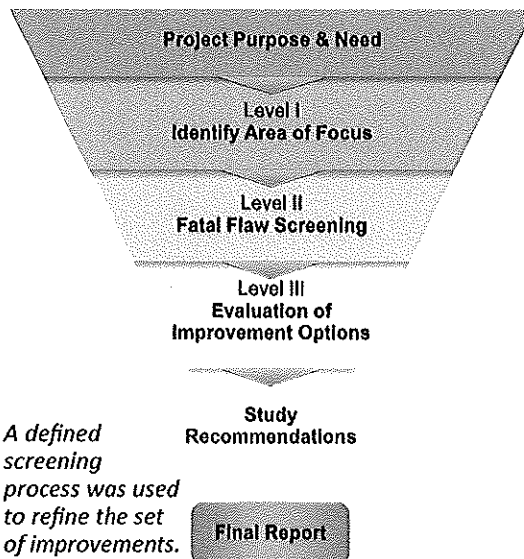 Project Purpose & Need
Level I
Identify Area of Focus
Level II
Fatal Flaw Screening
Level III
Evaluation of
Improvement Options
Study
Recommendations
A defined
screening
process was used
to refine the set
of improvements.
Final Report